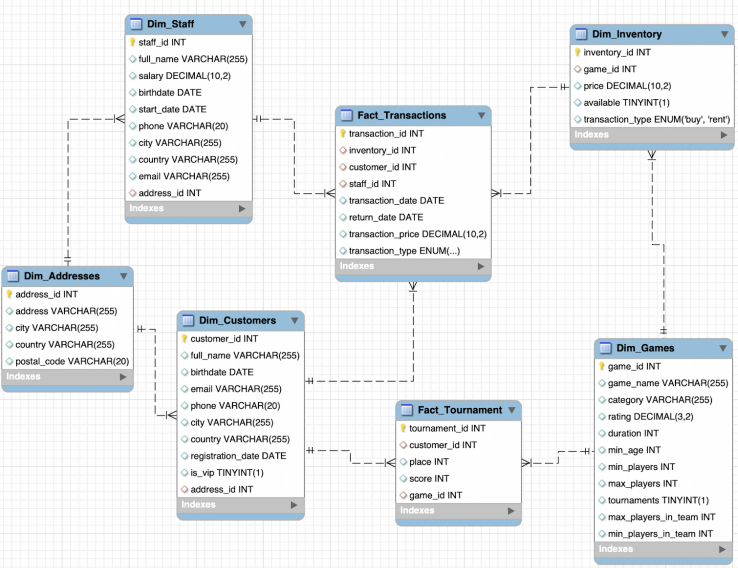 Dim_Staff
staff_id INT
full_name VARCHAR(255)
salary DECIMAL(10,2)
birthdate DATE
start_date DATE
phone VARCHAR(20)
city VARCHAR(255)
country VARCHAR(255)
email VARCHAR(255)
address_id INT
Indexes
Dim_Inventory
inventory_id INT
game_id INT
price DECIMAL(10,2)
available TINYINT(1)
transaction_type ENUM('buy', 'rent')
Indexes
Fact_Transactions
transaction_id INT
inventory_id INT
customer_id INT
staff_id INT
transaction_date DATE
return_date DATE
transaction_price DECIMAL(10,2)
transaction_type ENUM(...)
Indexes
Dim_Addresses
address_id INT
address VARCHAR(255)
city VARCHAR(255)
country VARCHAR(255)
postal_code VARCHAR(20)
Indexes
Dim_Customers
customer_id INT
full_name VARCHAR(255)
birthdate DATE
email VARCHAR(255)
phone VARCHAR(20)
city VARCHAR(255)
country VARCHAR(255)
registration_date DATE
is_vip TINYINT(1)
address_id INT
Indexes
Fact_Tournament
tournament_id INT
customer_id INT
place INT
score INT
game_id INT
Indexes
Dim_Games
game_id INT
game_name VARCHAR(255)
category VARCHAR(255)
rating DECIMAL(3,2)
duration INT
min_age INT
min_players INT
max_players INT
tournaments TINYINT(1)
max_players_in_team INT
min_players_in_team INT
Indexes